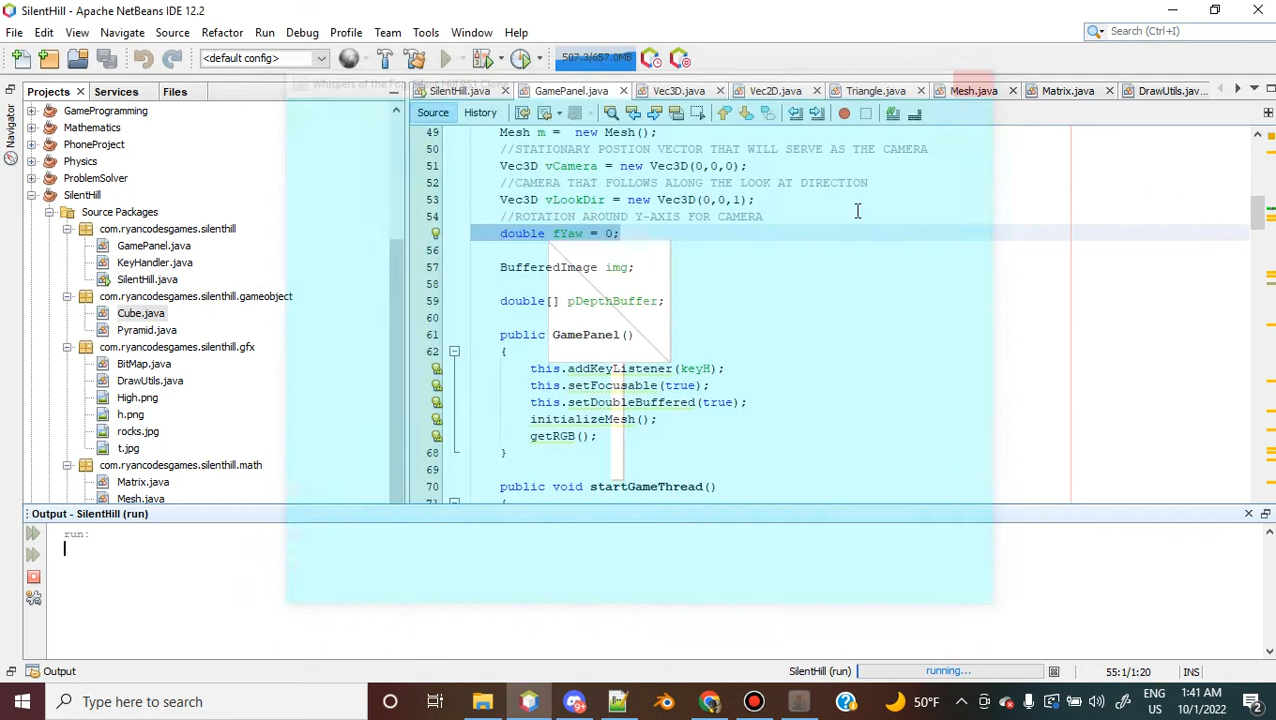 SilentHill - Apache NetBeans IDE 12.2
File Edit View Navigate Source Refactor Run Debug Profile Team Tools Window Help
Search (Ctrl+I)
<default config>
597.3/657.0MB
Projects Services Files
SilentHill.java GamePanel.java Vec3D.java Vec2D.java Triangle.java Mesh.java Matrix.java DrawUtils.jav...
Source History
Navigator
GameProgramming
Mathematics
PhoneProject
Physics
ProblemSolver
SilentHill
Source Packages
com.ryancodesgames.silenthill
GamePanel.java
KeyHandler.java
SilentHill.java
com.ryancodesgames.silenthill.gameobject
Cube.java
Pyramid.java
com.ryancodesgames.silenthill.gfx
BitMap.java
DrawUtils.java
High.png
h.png
rocks.jpg
t.jpg
com.ryancodesgames.silenthill.math
Matrix.java
Mesh.java
49 Mesh m =  new Mesh();
50 //STATIONARY POSTION VECTOR THAT WILL SERVE AS THE CAMERA
51 Vec3D vCamera = new Vec3D(0,0,0);
52 //CAMERA THAT FOLLOWS ALONG THE LOOK AT DIRECTION
53 Vec3D vLookDir = new Vec3D(0,0,1);
54 //ROTATION AROUND Y-AXIS FOR CAMERA
double fYaw = 0;
56
57 BufferedImage img;
58
59 double[] pDepthBuffer;
60
61 public GamePanel()
62 {
this.addKeyListener(keyH);
this.setFocusable(true);
this.setDoubleBuffered(true);
initializeMesh();
getRGB();
68 }
69
70 public void startGameThread()
Output - SilentHill (run)
run:
Output
SilentHill (run) running... 55:1/1:20 INS
Type here to search
50°F
ENG
US
1:41 AM
10/1/2022
2